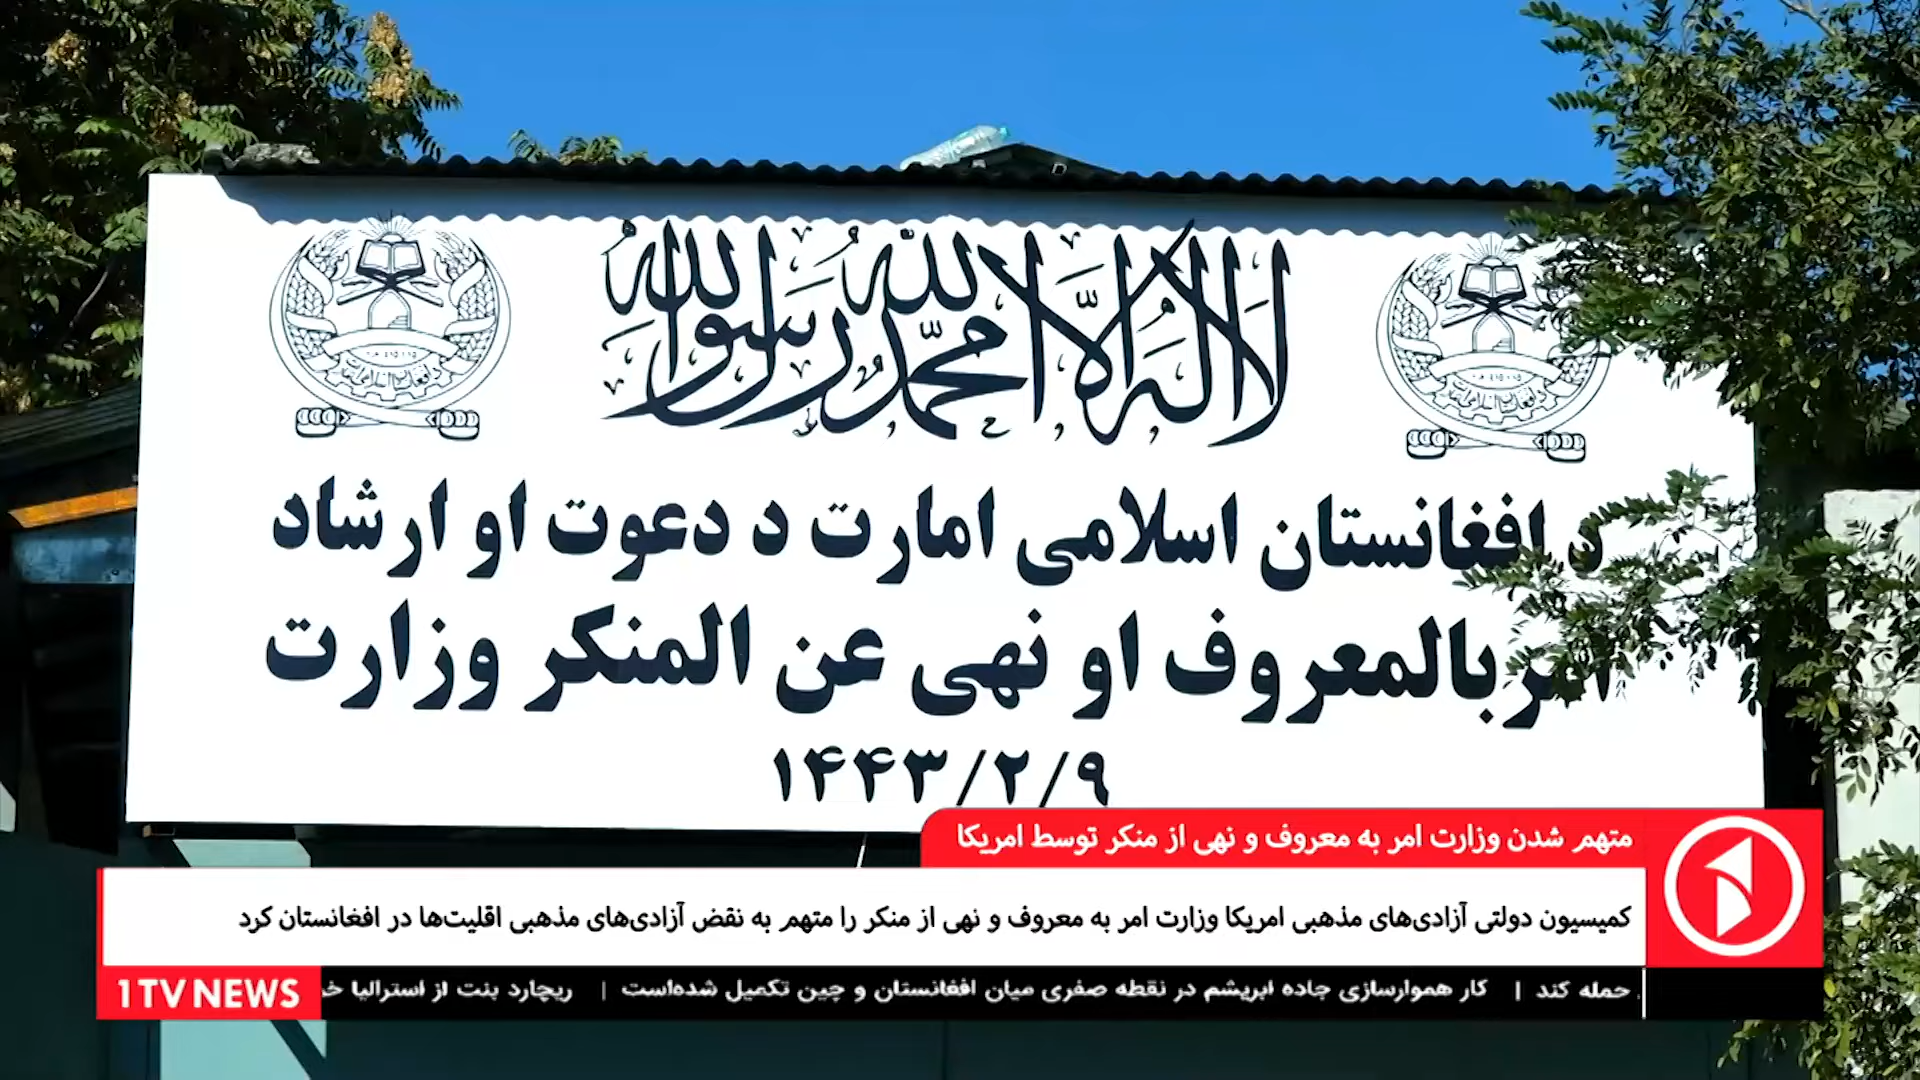 لا اله الا الله محمد رسول الله
د افغانستان اسلامی امارت د دعوت او ارشاد
امربالمعروف او نهی عن المنکر وزارت
۱۴۴۳/۲/۹
متهم شدن وزارت امر به معروف و نهی از منکر توسط امریکا
کمیسیون دولتی آزادی‌های مذهبی امریکا وزارت امر به معروف و نهی از منکر را متهم به نقض آزادی‌های مذهبی اقلیت‌ها در افغانستان کرد
حمله کند | کار هموارسازی جاده ابریشم در نقطه صفری میان افغانستان و چین تکمیل شده‌است | ریچارد بنت از استرالیا
1TV NEWS